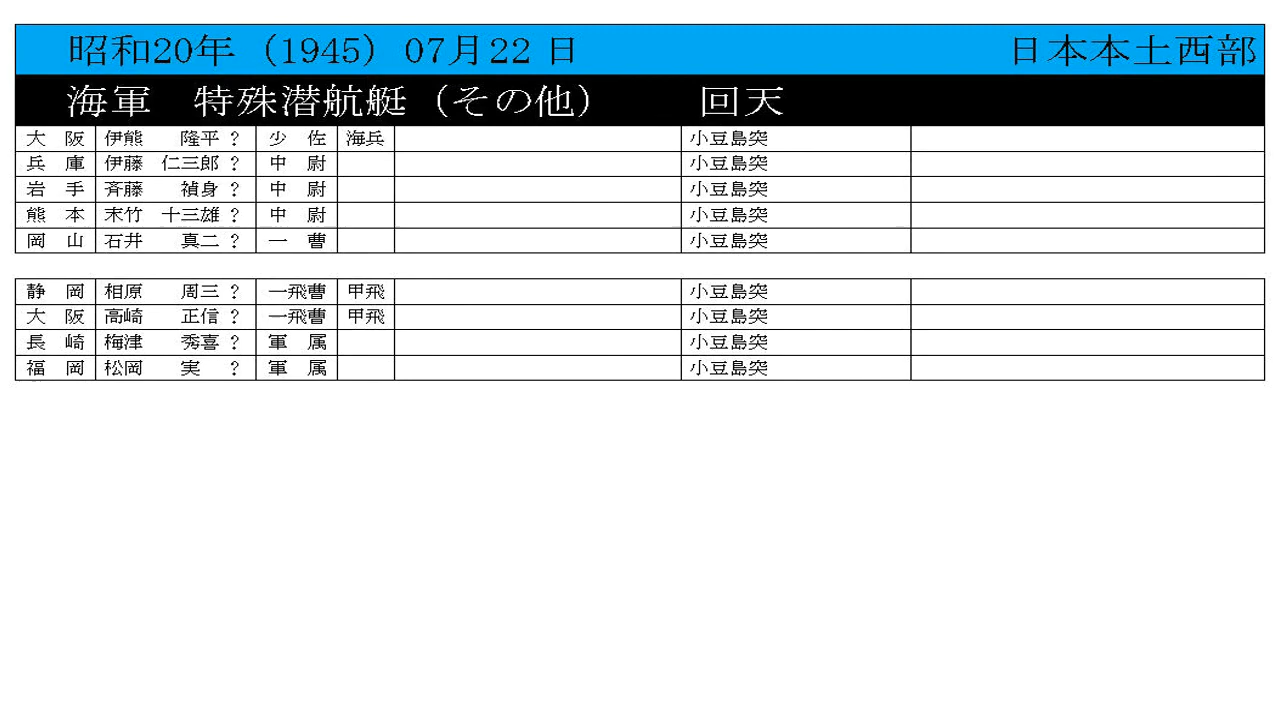 昭和20年（1945）07月22日　日本本土西部
海軍　特殊潜航艇（その他）　回天
大阪　伊熊　隆平？　少佐　海兵　小豆島突
兵庫　伊藤　仁三郎？　中尉　小豆島突
岩手　斉藤　禎身？　中尉　小豆島突
熊本　末竹　十三雄？　中尉　小豆島突
岡山　石井　真二？　一曹　小豆島突
静岡　相原　周三？　一飛曹　甲飛　小豆島突
大阪　高崎　正信？　一飛曹　甲飛　小豆島突
長崎　梅津　秀喜？　軍属　小豆島突
福岡　松岡　実？　軍属　小豆島突